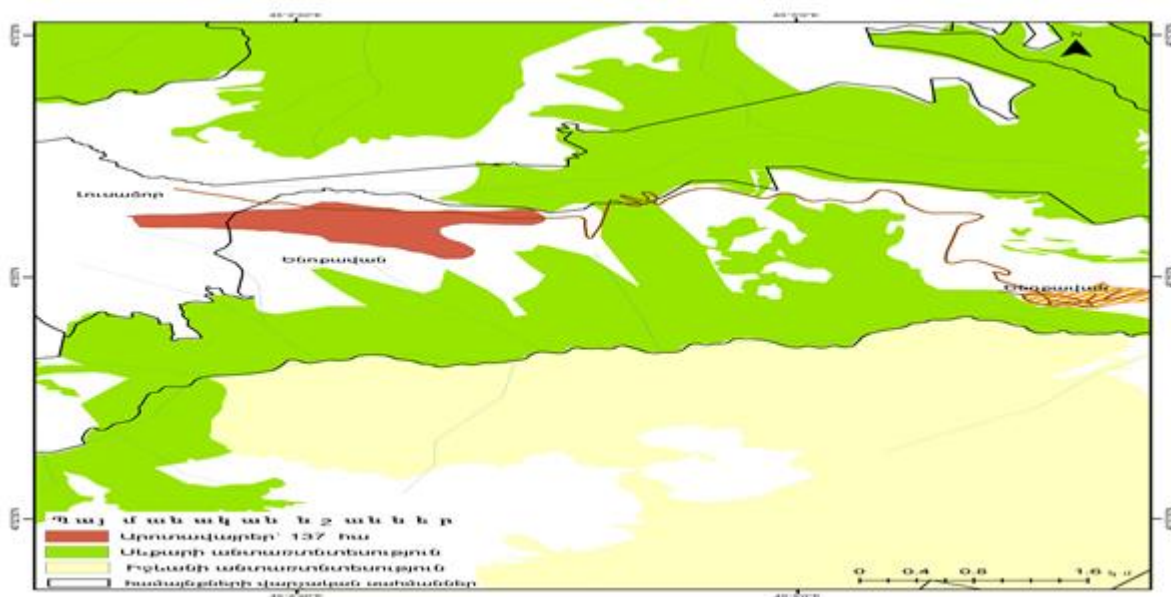 N
Լուսաձոր
Ենոքավան
Ենոքավան
Պայմանական նշաններ
Արոտավայրեր՝ 137 հա
Սևքարի անտառտնտեսություն
Իջևանի անտառտնտեսություն
Համայնքների վարչական սահմաններ
0 0.4 0.8 1.6 կմ